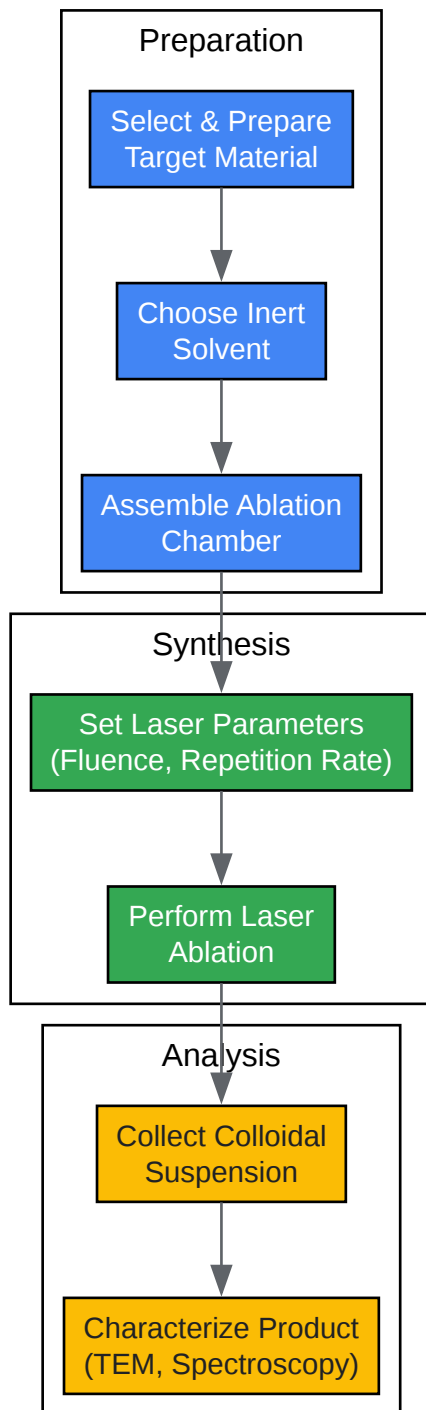 Preparation
Select & Prepare
Target Material
Choose Inert
Solvent
Assemble Ablation
Chamber
Synthesis
Set Laser Parameters
(Fluence, Repetition Rate)
Perform Laser
Ablation
Analysis
Collect Colloidal
Suspension
Characterize Product
(TEM, Spectroscopy)